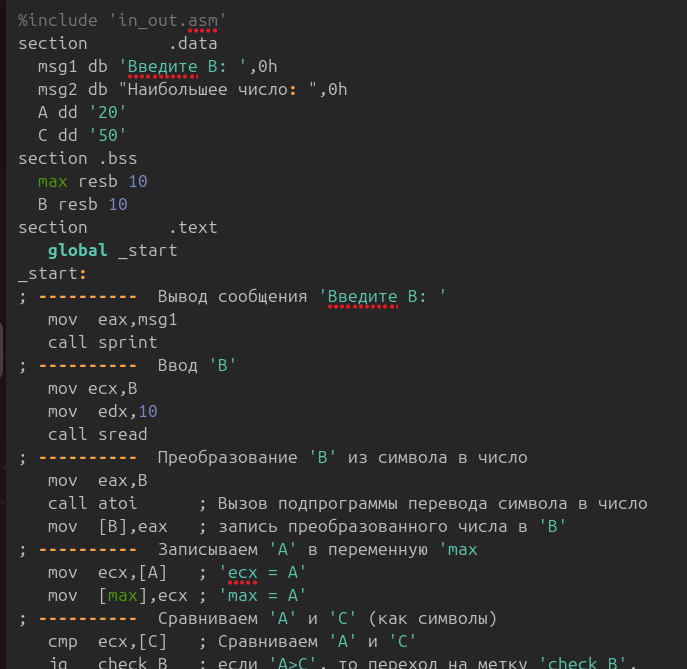 %include 'in_out.asm'
section        .data
  msg1 db 'Введите B: ',0h
  msg2 db "Наибольшее число: ",0h
  A dd '20'
  C dd '50'
section .bss
  max resb 10
  B resb 10
section        .text
   global _start
_start:
; ----------  Вывод сообщения 'Введите B: '
   mov  eax,msg1
   call sprint
; ----------  Ввод 'B'
   mov ecx,B
   mov  edx,10
   call sread
; ----------  Преобразование 'B' из символа в число
   mov  eax,B
   call atoi      ; Вызов подпрограммы перевода символа в число
   mov  [B],eax   ; запись преобразованного числа в 'B'
; ----------  Записываем 'A' в переменную 'max
   mov  ecx,[A]   ; 'ecx = A'
   mov  [max],ecx ; 'max = A'
; ----------  Сравниваем 'A' и 'C' (как символы)
   cmp  ecx,[C]   ; Сравниваем 'A' и 'C'
   jg   check_B   ; если 'A>C', то переход на метку 'check_B',